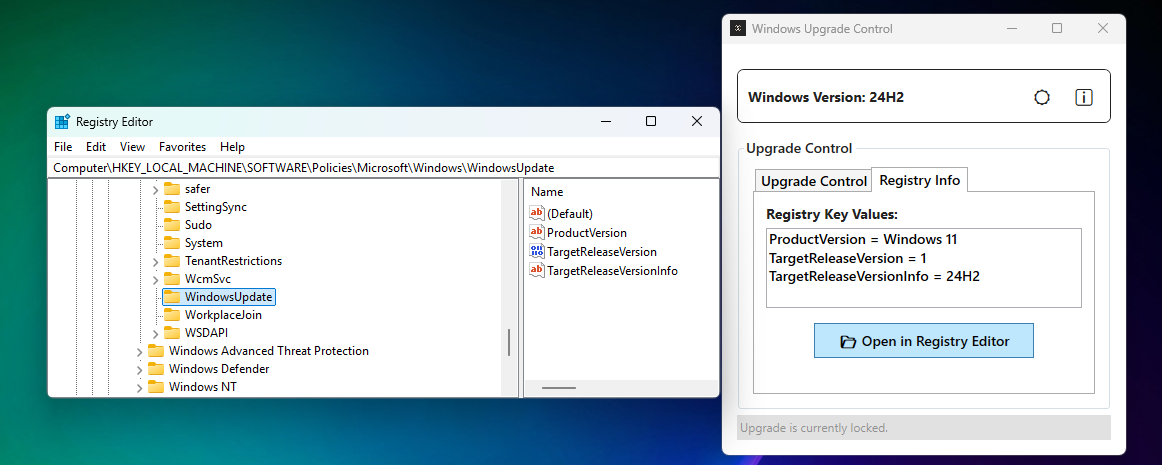 Registry Editor
File Edit View Favorites Help
Computer\HKEY_LOCAL_MACHINE\SOFTWARE\Policies\Microsoft\Windows\WindowsUpdate
safer
SettingSync
Sudo
System
TenantRestrictions
WcmSvc
WindowsUpdate
WorkplaceJoin
WSDAPI
Windows Advanced Threat Protection
Windows Defender
Windows NT
Name
(Default)
ProductVersion
TargetReleaseVersion
TargetReleaseVersionInfo
Windows Upgrade Control
Windows Version: 24H2
Upgrade Control
Upgrade Control Registry Info
Registry Key Values:
ProductVersion = Windows 11
TargetReleaseVersion = 1
TargetReleaseVersionInfo = 24H2
Open in Registry Editor
Upgrade is currently locked.